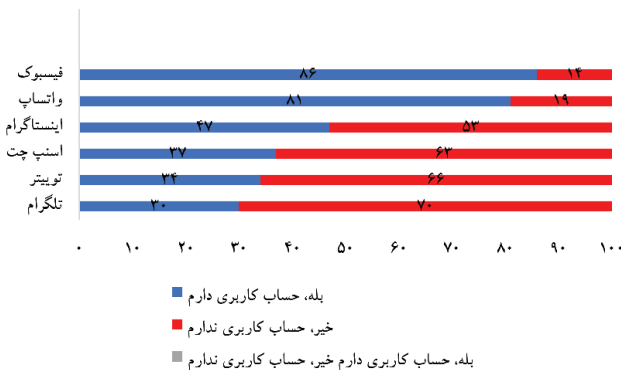 فیسبوک ۸۶ ۱۴
واتساپ ۸۱ ۱۹
اینستاگرام ۴۷ ۵۳
اسنپ چت ۳۷ ۶۳
توییتر ۳۴ ۶۶
تلگرام ۳۰ ۷۰
۰ ۱۰ ۲۰ ۳۰ ۴۰ ۵۰ ۶۰ ۷۰ ۸۰ ۹۰ ۱۰۰
بله، حساب کاربری دارم
خیر، حساب کاربری ندارم
بله، حساب کاربری دارم خیر، حساب کاربری ندارم